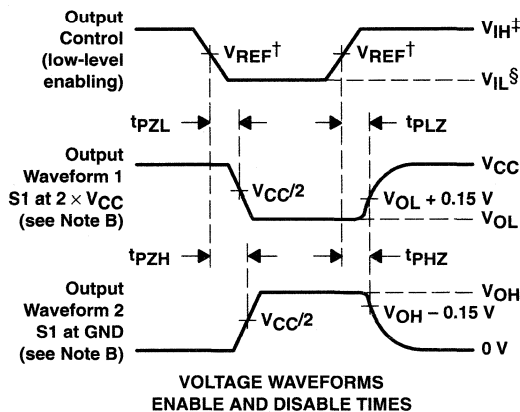 Output
Control
(low-level
enabling)
VREF†
VREF†
VIH‡
VIL§
tPZL
tPLZ
Output
Waveform 1
S1 at 2 × VCC
(see Note B)
VCC/2
VCC
VOL + 0.15 V
VOL
tPZH
tPHZ
Output
Waveform 2
S1 at GND
(see Note B)
VCC/2
VOH
VOH − 0.15 V
0 V
VOLTAGE WAVEFORMS
ENABLE AND DISABLE TIMES